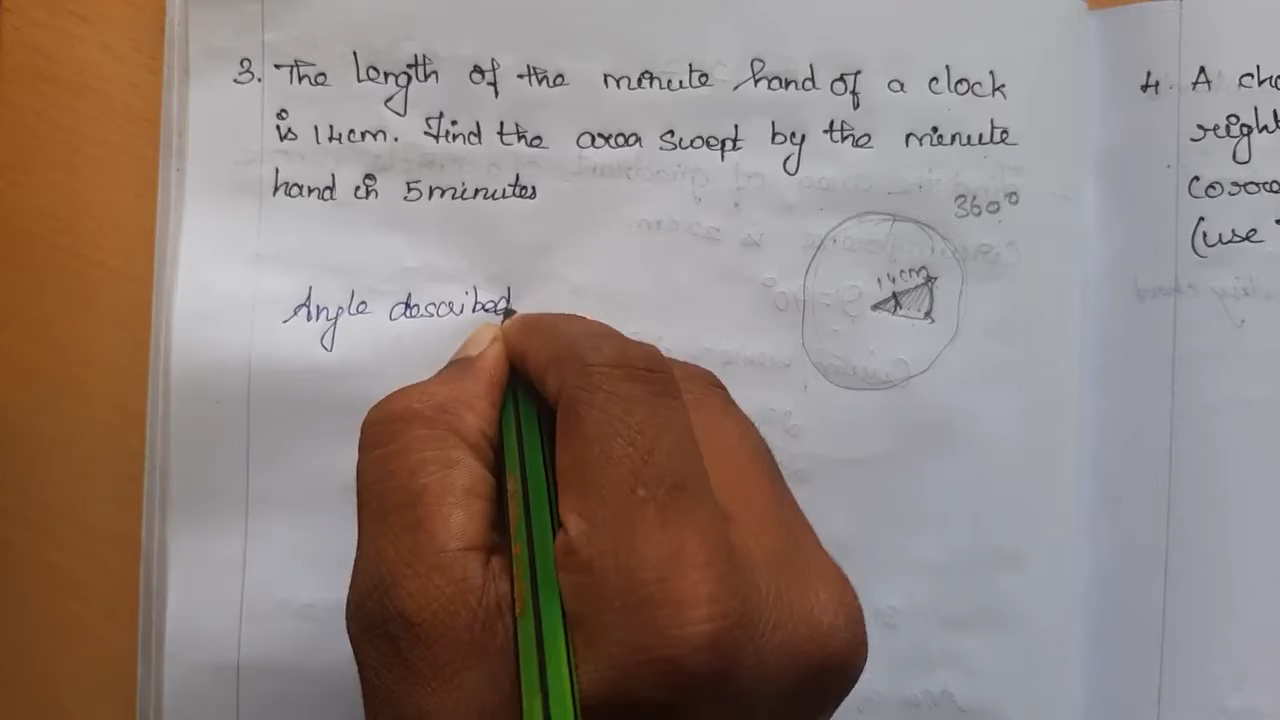 3. The length of the minute hand of a clock
is 14cm. Find the area swept by the minute
hand in 5 minutes
360°
14cm
Angle described
4. A
(use